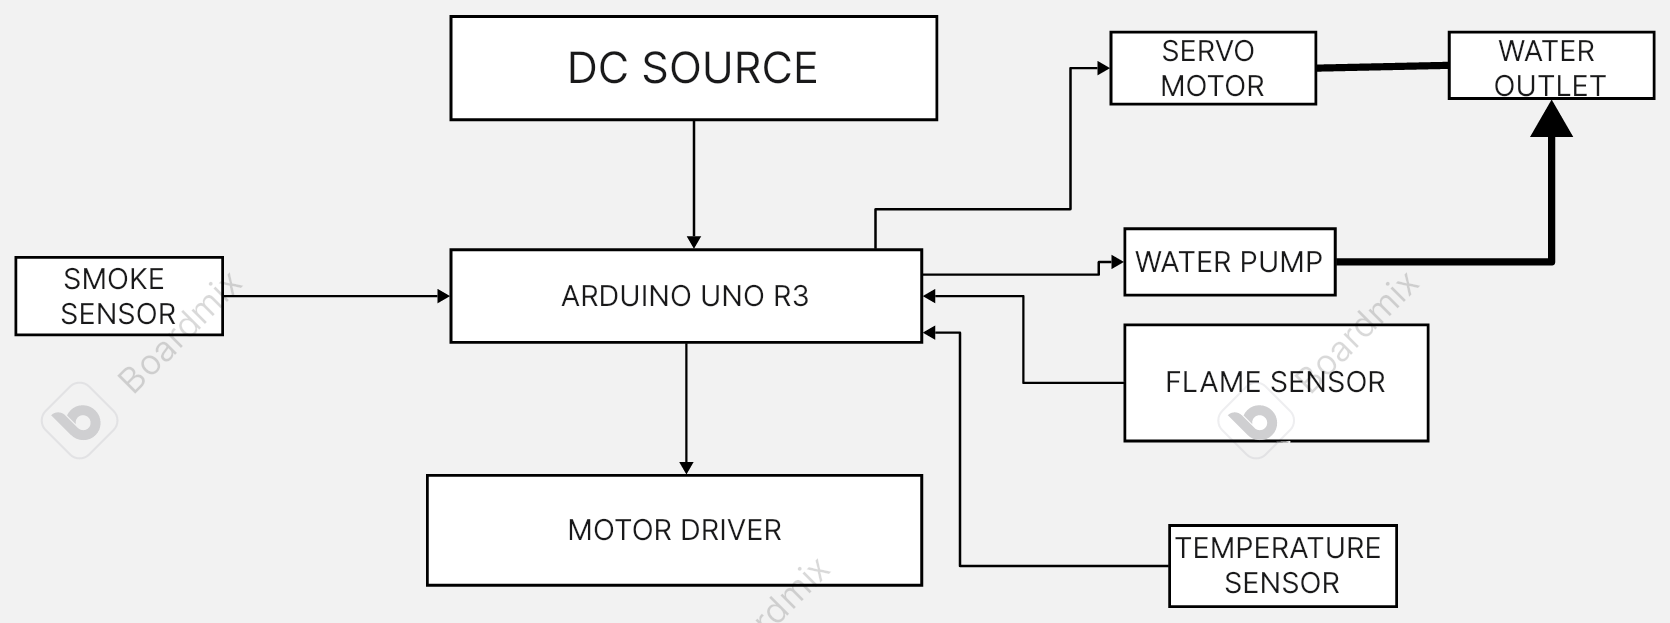 DC SOURCE
SERVO
MOTOR
WATER
OUTLET
SMOKE
SENSOR
ARDUINO UNO R3
WATER PUMP
FLAME SENSOR
MOTOR DRIVER
TEMPERATURE
SENSOR
Boardmix
Boardmix
ardmix